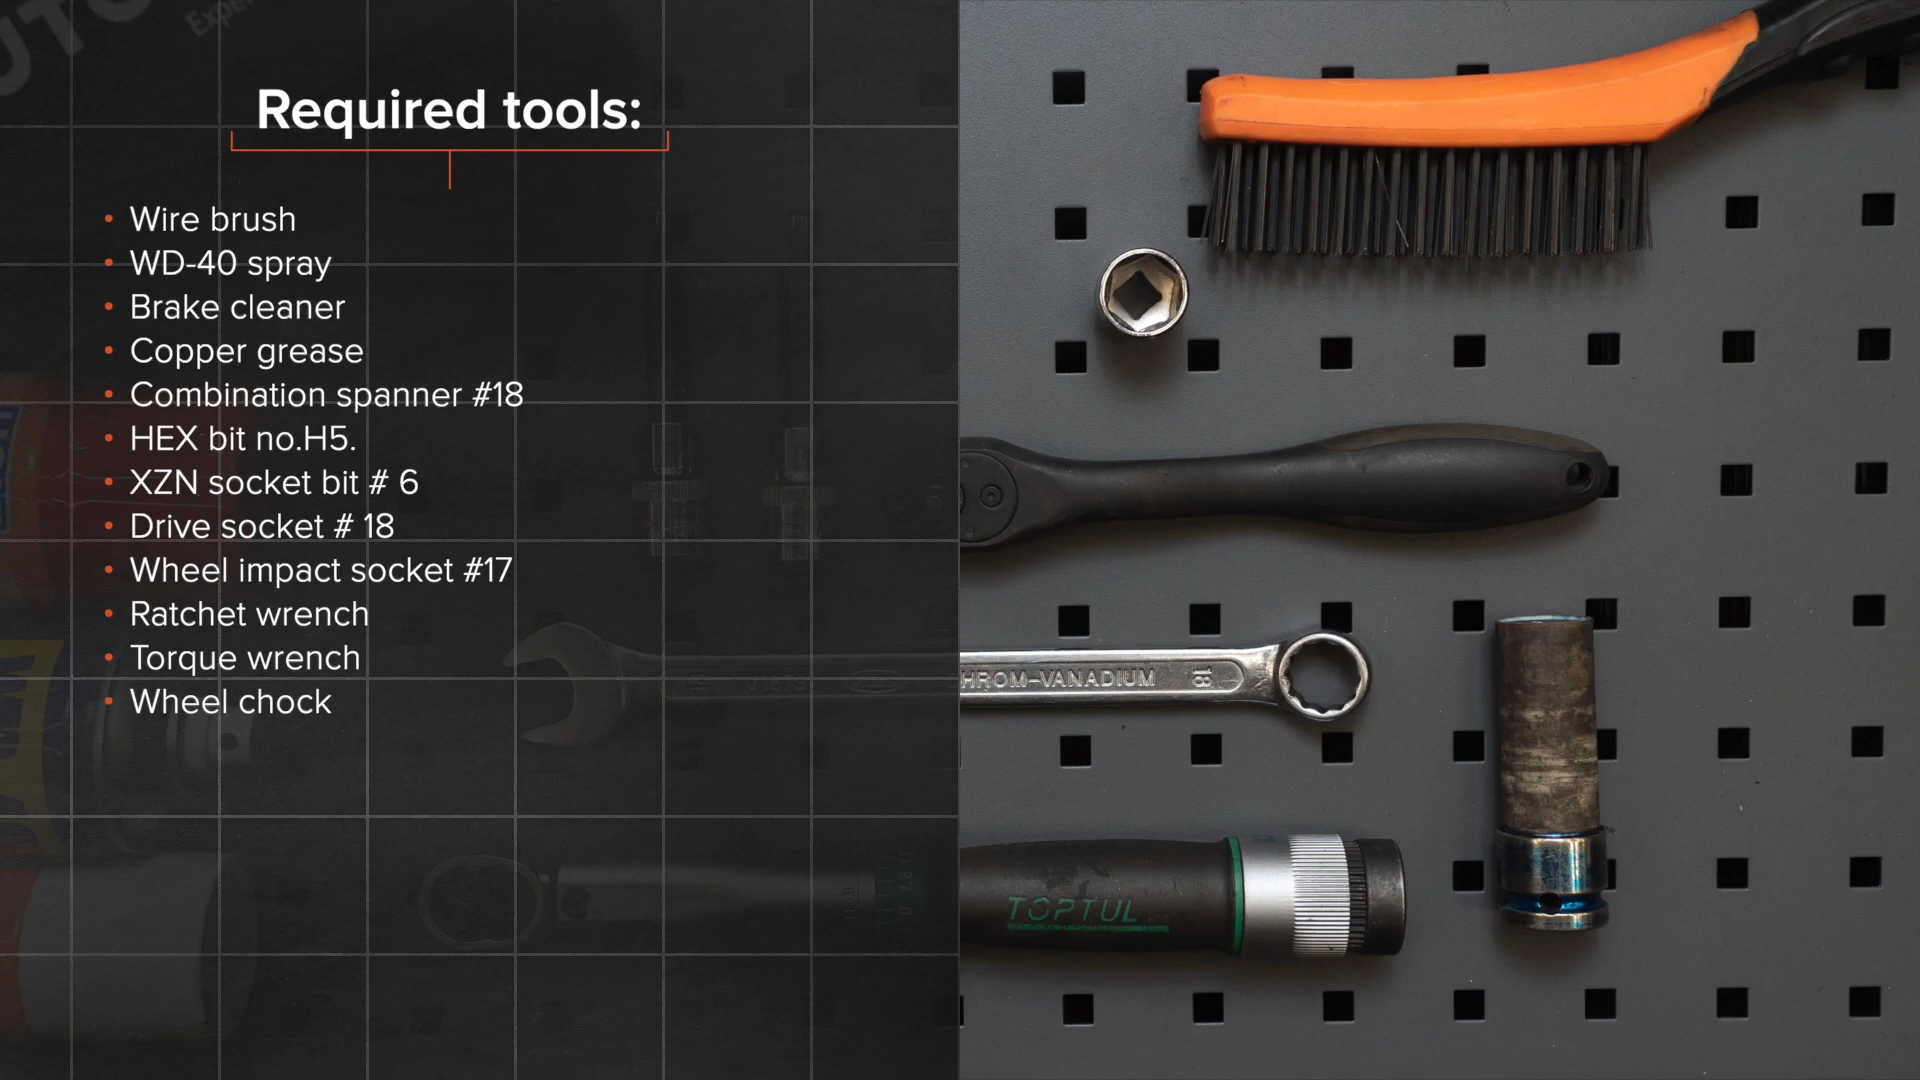 Required tools:
• Wire brush
• WD-40 spray
• Brake cleaner
• Copper grease
• Combination spanner #18
• HEX bit no.H5.
• XZN socket bit # 6
• Drive socket # 18
• Wheel impact socket #17
• Ratchet wrench
• Torque wrench
• Wheel chock
HROM-VANADIUM 18
TOPTUL